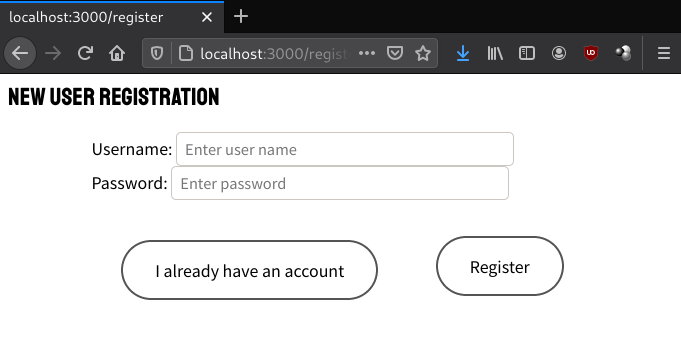 localhost:3000/register
localhost:3000/regist
NEW USER REGISTRATION
Username: Enter user name
Password: Enter password
I already have an account
Register